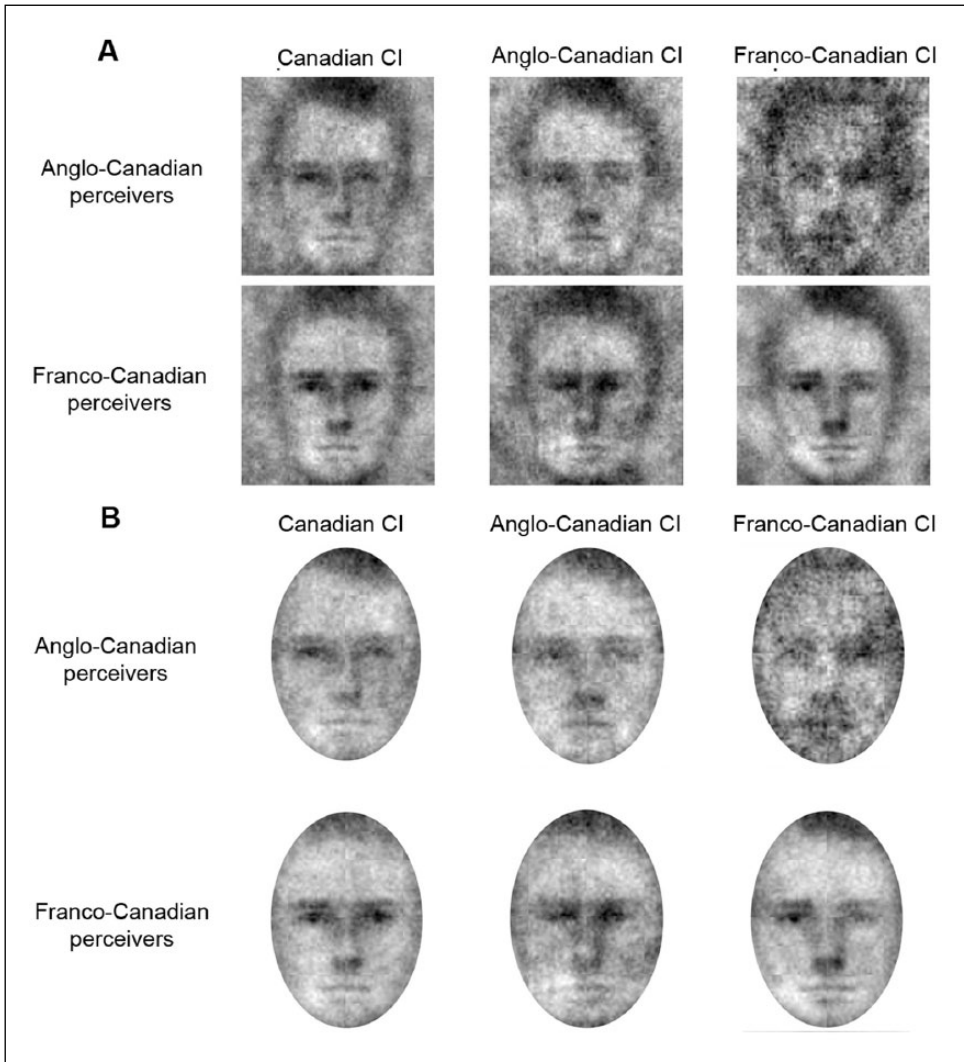 A
Canadian CI
Anglo-Canadian CI
Franco-Canadian CI
Anglo-Canadian
perceivers
Franco-Canadian
perceivers
B
Canadian CI
Anglo-Canadian CI
Franco-Canadian CI
Anglo-Canadian
perceivers
Franco-Canadian
perceivers